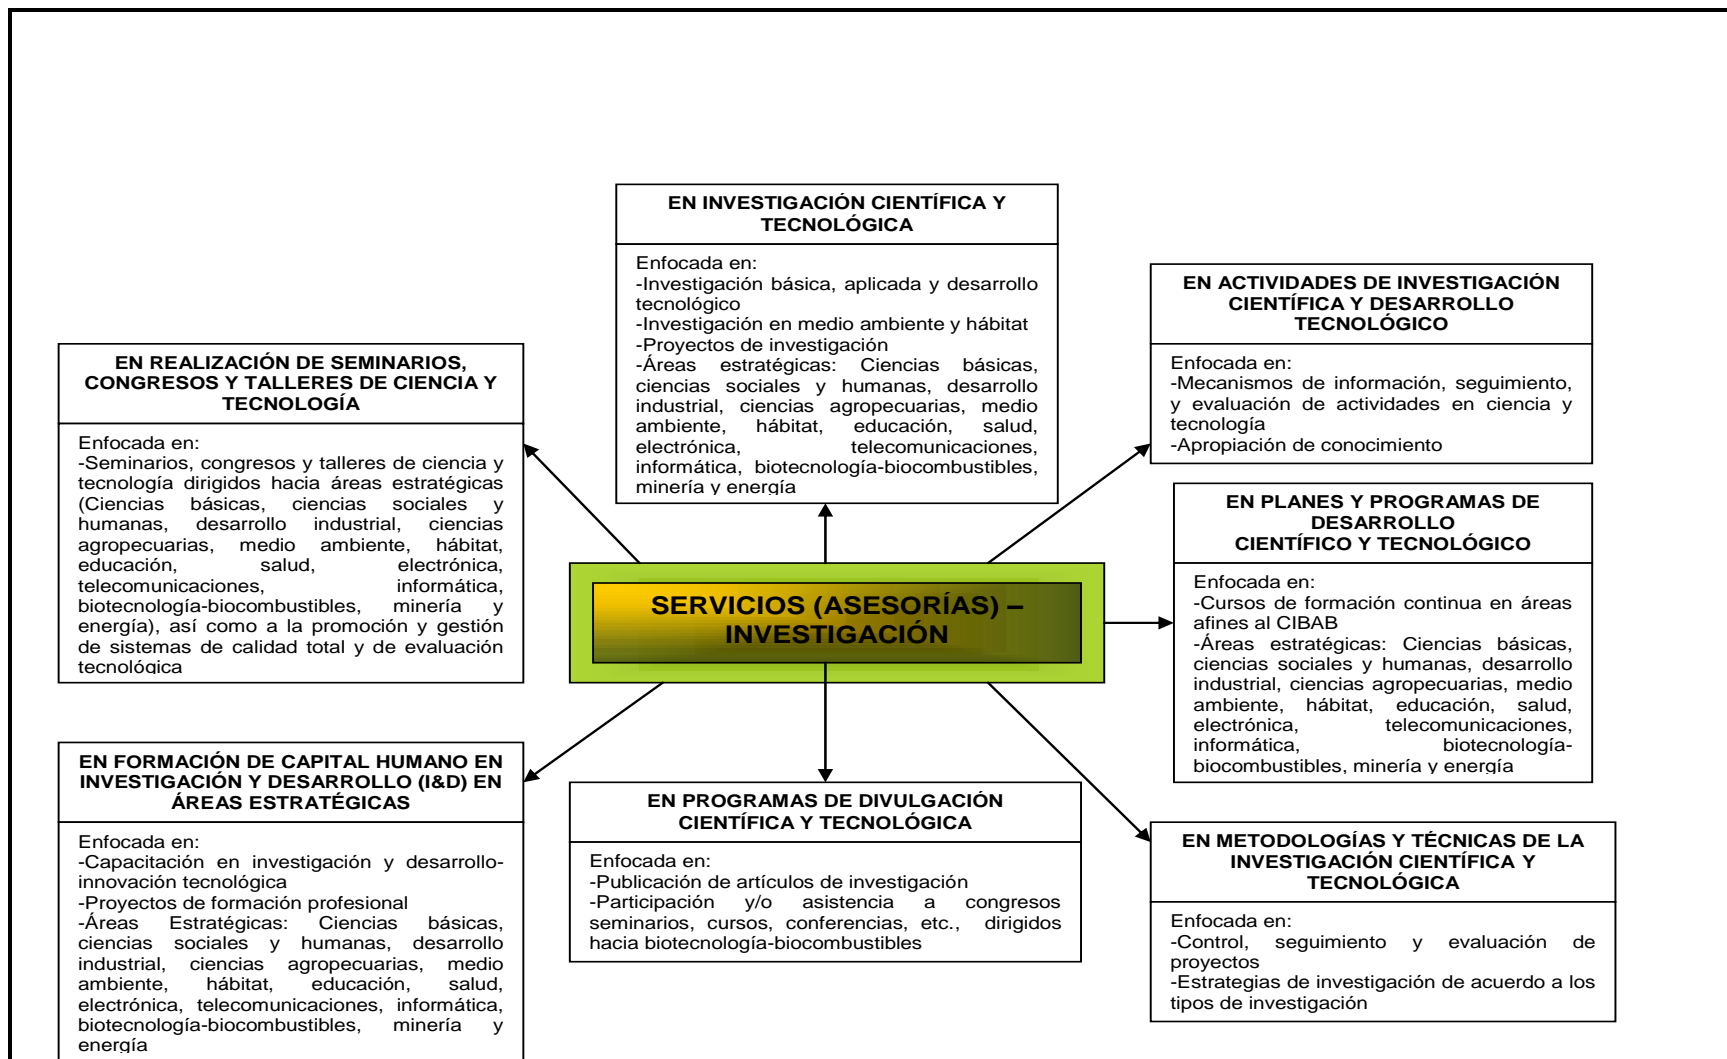 EN INVESTIGACIÓN CIENTÍFICA Y
TECNOLÓGICA
Enfocada en:
-Investigación básica, aplicada y desarrollo
tecnológico
-Investigación en medio ambiente y hábitat
-Proyectos de investigación
-Áreas estratégicas: Ciencias básicas,
ciencias sociales y humanas, desarrollo
industrial, ciencias agropecuarias, medio
ambiente, hábitat, educación, salud,
electrónica, telecomunicaciones,
informática, biotecnología-biocombustibles,
minería y energía
EN ACTIVIDADES DE INVESTIGACIÓN
CIENTÍFICA Y DESARROLLO
TECNOLÓGICO
Enfocada en:
-Mecanismos de información, seguimiento,
y evaluación de actividades en ciencia y
tecnología
-Apropiación de conocimiento
EN REALIZACIÓN DE SEMINARIOS,
CONGRESOS Y TALLERES DE CIENCIA Y
TECNOLOGÍA
Enfocada en:
-Seminarios, congresos y talleres de ciencia y
tecnología dirigidos hacia áreas estratégicas
(Ciencias básicas, ciencias sociales y
humanas, desarrollo industrial, ciencias
agropecuarias, medio ambiente, hábitat,
educación, salud, electrónica,
telecomunicaciones, informática,
biotecnología-biocombustibles, minería y
energía), así como a la promoción y gestión
de sistemas de calidad total y de evaluación
tecnológica
EN PLANES Y PROGRAMAS DE
DESARROLLO
CIENTÍFICO Y TECNOLÓGICO
Enfocada en:
-Cursos de formación continua en áreas
afines al CIBAB
-Áreas estratégicas: Ciencias básicas,
ciencias sociales y humanas, desarrollo
industrial, ciencias agropecuarias, medio
ambiente, hábitat, educación, salud,
electrónica, telecomunicaciones,
informática, biotecnología-
biocombustibles, minería y energía
SERVICIOS (ASESORÍAS) –
INVESTIGACIÓN
EN FORMACIÓN DE CAPITAL HUMANO EN
INVESTIGACIÓN Y DESARROLLO (I&D) EN
ÁREAS ESTRATÉGICAS
Enfocada en:
-Capacitación en investigación y desarrollo-
innovación tecnológica
-Proyectos de formación profesional
-Áreas Estratégicas: Ciencias básicas,
ciencias sociales y humanas, desarrollo
industrial, ciencias agropecuarias, medio
ambiente, hábitat, educación, salud,
electrónica, telecomunicaciones, informática,
biotecnología-biocombustibles, minería y
energía
EN PROGRAMAS DE DIVULGACIÓN
CIENTÍFICA Y TECNOLÓGICA
Enfocada en:
-Publicación de artículos de investigación
-Participación y/o asistencia a congresos
seminarios, cursos, conferencias, etc., dirigidos
hacia biotecnología-biocombustibles
EN METODOLOGÍAS Y TÉCNICAS DE LA
INVESTIGACIÓN CIENTÍFICA Y
TECNOLÓGICA
Enfocada en:
-Control, seguimiento y evaluación de
proyectos
-Estrategias de investigación de acuerdo a los
tipos de investigación